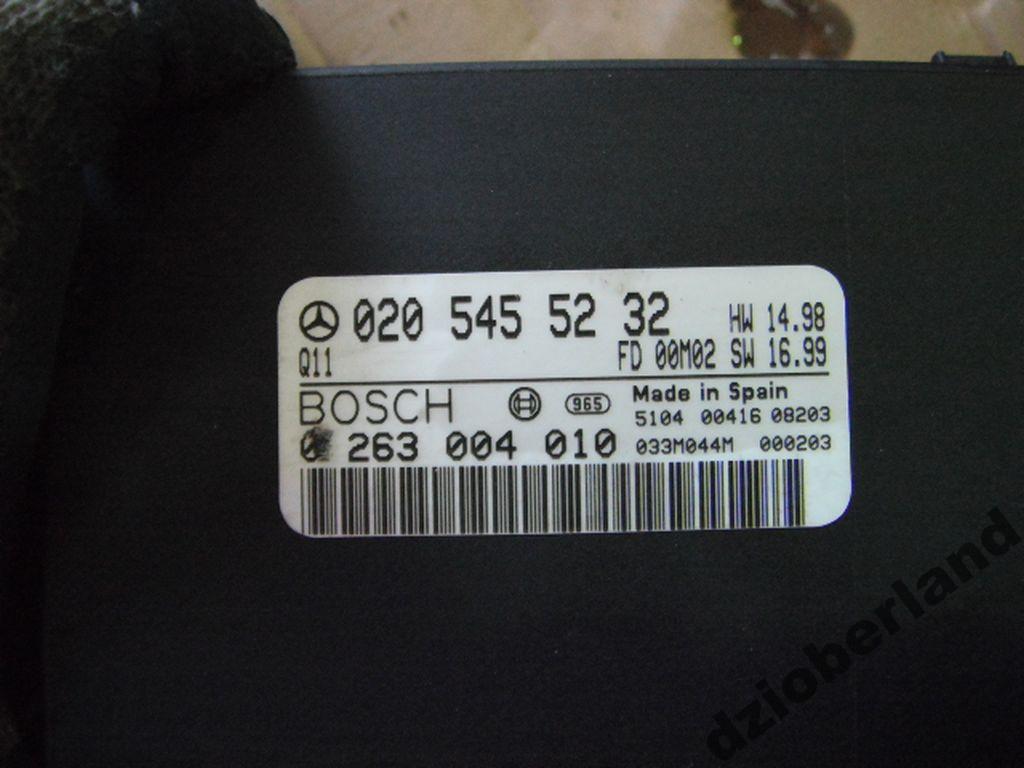 020 545 52 32 HW 14.98
Q11 FD 00M02 SW 16.99
BOSCH 965 Made in Spain
5104 00416 08203
0 263 004 010 033M044M 000203
dzioberland